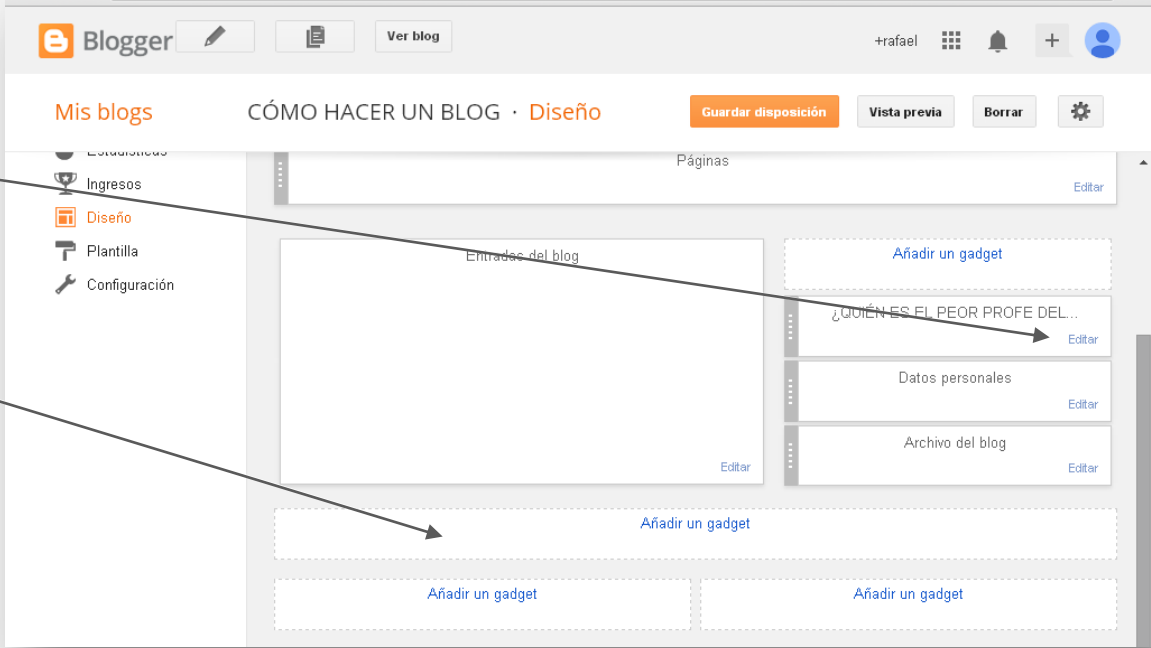 Blogger
Ver blog
+rafael
Mis blogs
CÓMO HACER UN BLOG · Diseño
Guardar disposición
Vista previa
Borrar
Estadísticas
Ingresos
Diseño
Plantilla
Configuración
Páginas
Editar
Entradas del blog
Editar
Añadir un gadget
¿QUIÉN ES EL PEOR PROFE DEL...
Editar
Datos personales
Editar
Archivo del blog
Editar
Añadir un gadget
Añadir un gadget
Añadir un gadget